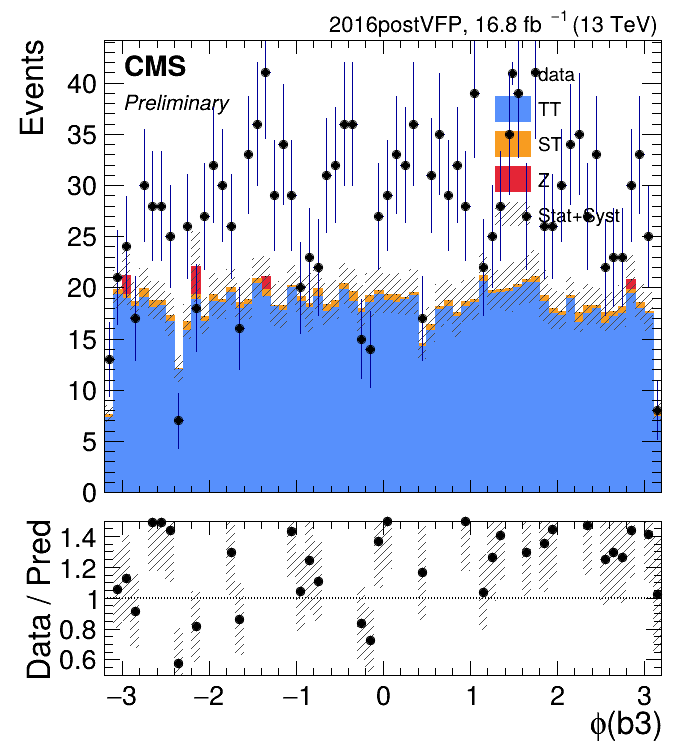 2016postVFP, 16.8 fb⁻¹ (13 TeV)
Events
CMS
Preliminary
data
TT
ST
Z
Stat+Syst
40
35
30
25
20
15
10
5
0
Data / Pred
1.4
1.2
1
0.8
0.6
−3
−2
−1
0
1
2
3
ϕ(b3)